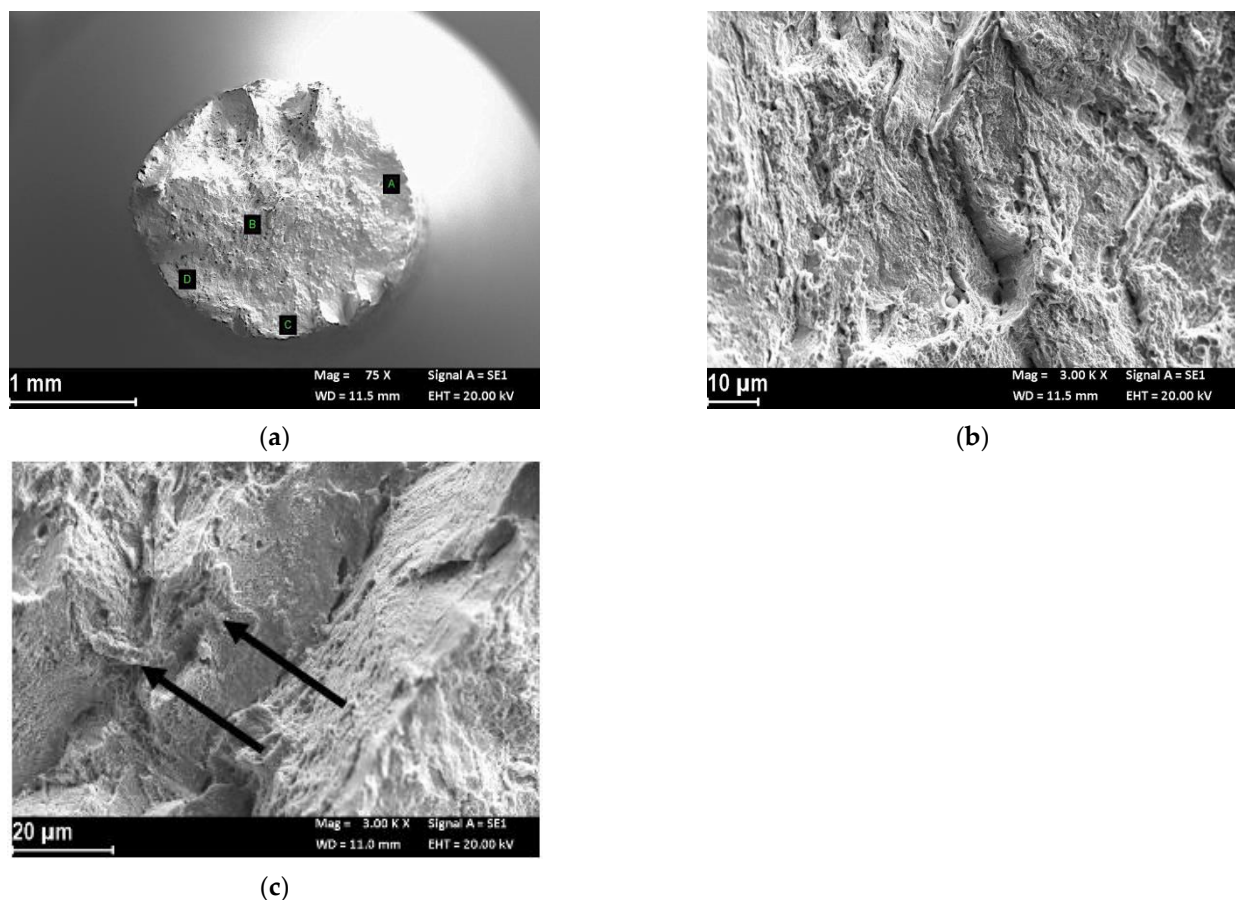 A
B
D
C
1 mm
Mag = 75 X Signal A = SE1
WD = 11.5 mm EHT = 20.00 kV
(a)
10 µm
Mag = 3.00 K X Signal A = SE1
WD = 11.5 mm EHT = 20.00 kV
(b)
20 µm
Mag = 3.00 K X Signal A = SE1
WD = 11.0 mm EHT = 20.00 kV
(c)